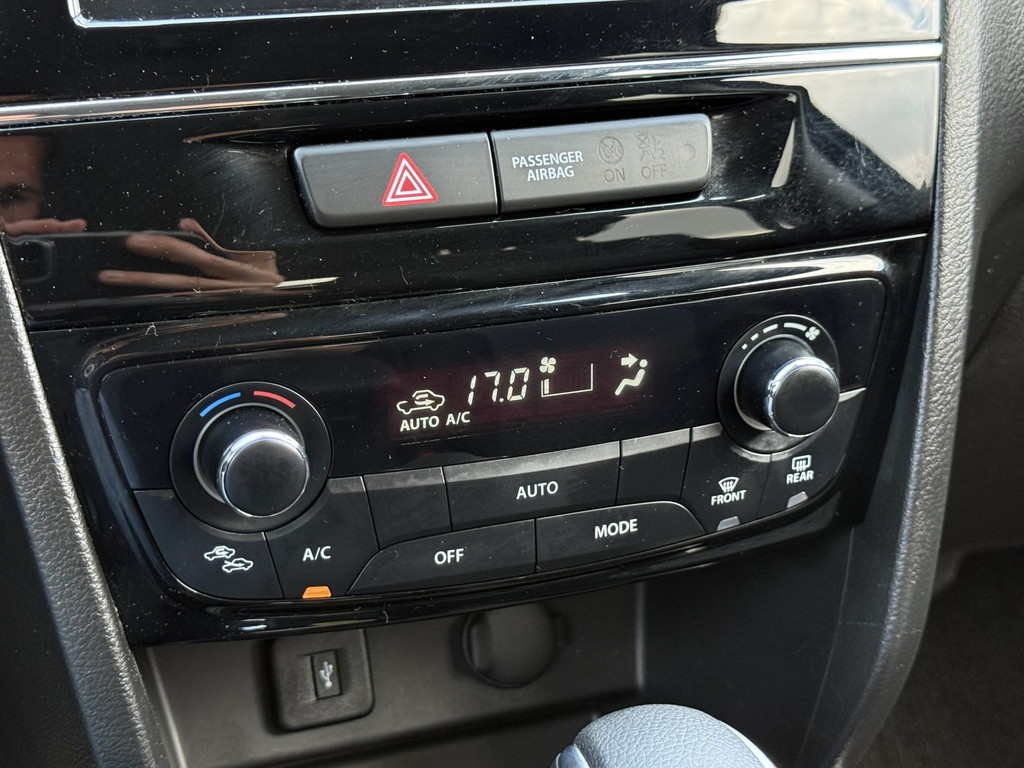 PASSENGER
AIRBAG
ON OFF
17.0
AUTO A/C
AUTO
FRONT
REAR
A/C
OFF
MODE